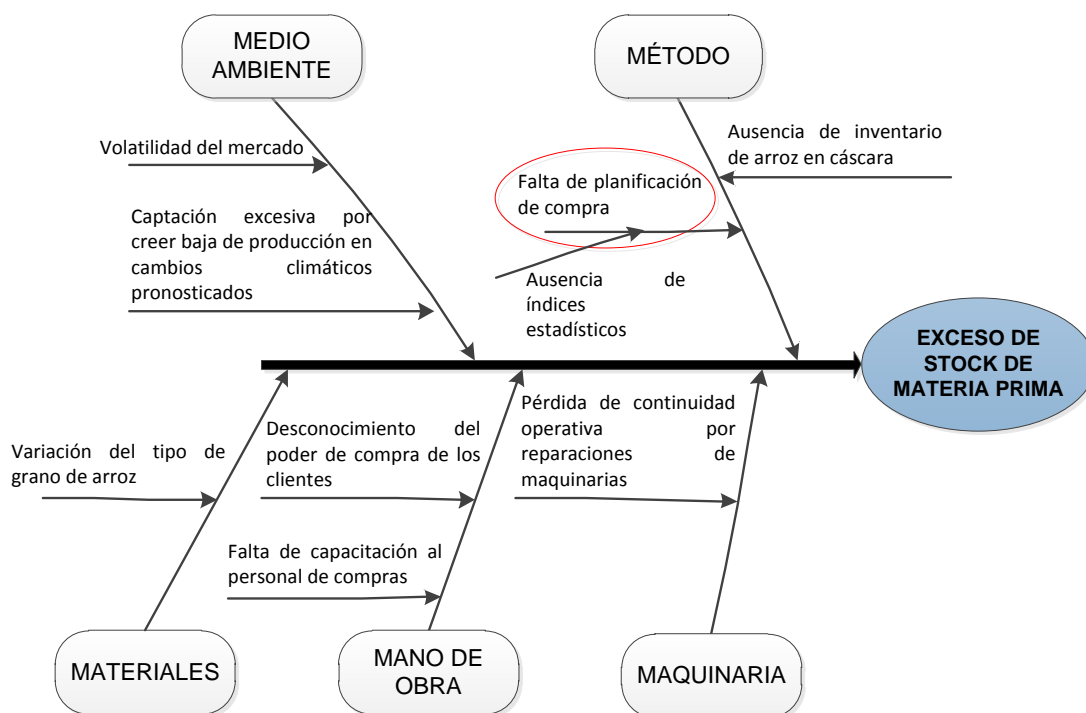 MEDIO
AMBIENTE
MÉTODO
Volatilidad del mercado
Captación excesiva por
creer baja de producción en
cambios climáticos
pronosticados
Falta de planificación
de compra
Ausencia de
índices
estadísticos
Ausencia de inventario
de arroz en cáscara
EXCESO DE
STOCK DE
MATERIA PRIMA
Variación del tipo de
grano de arroz
Desconocimiento del
poder de compra de los
clientes
Falta de capacitación al
personal de compras
Pérdida de continuidad
operativa por
reparaciones de
maquinarias
MATERIALES
MANO DE
OBRA
MAQUINARIA